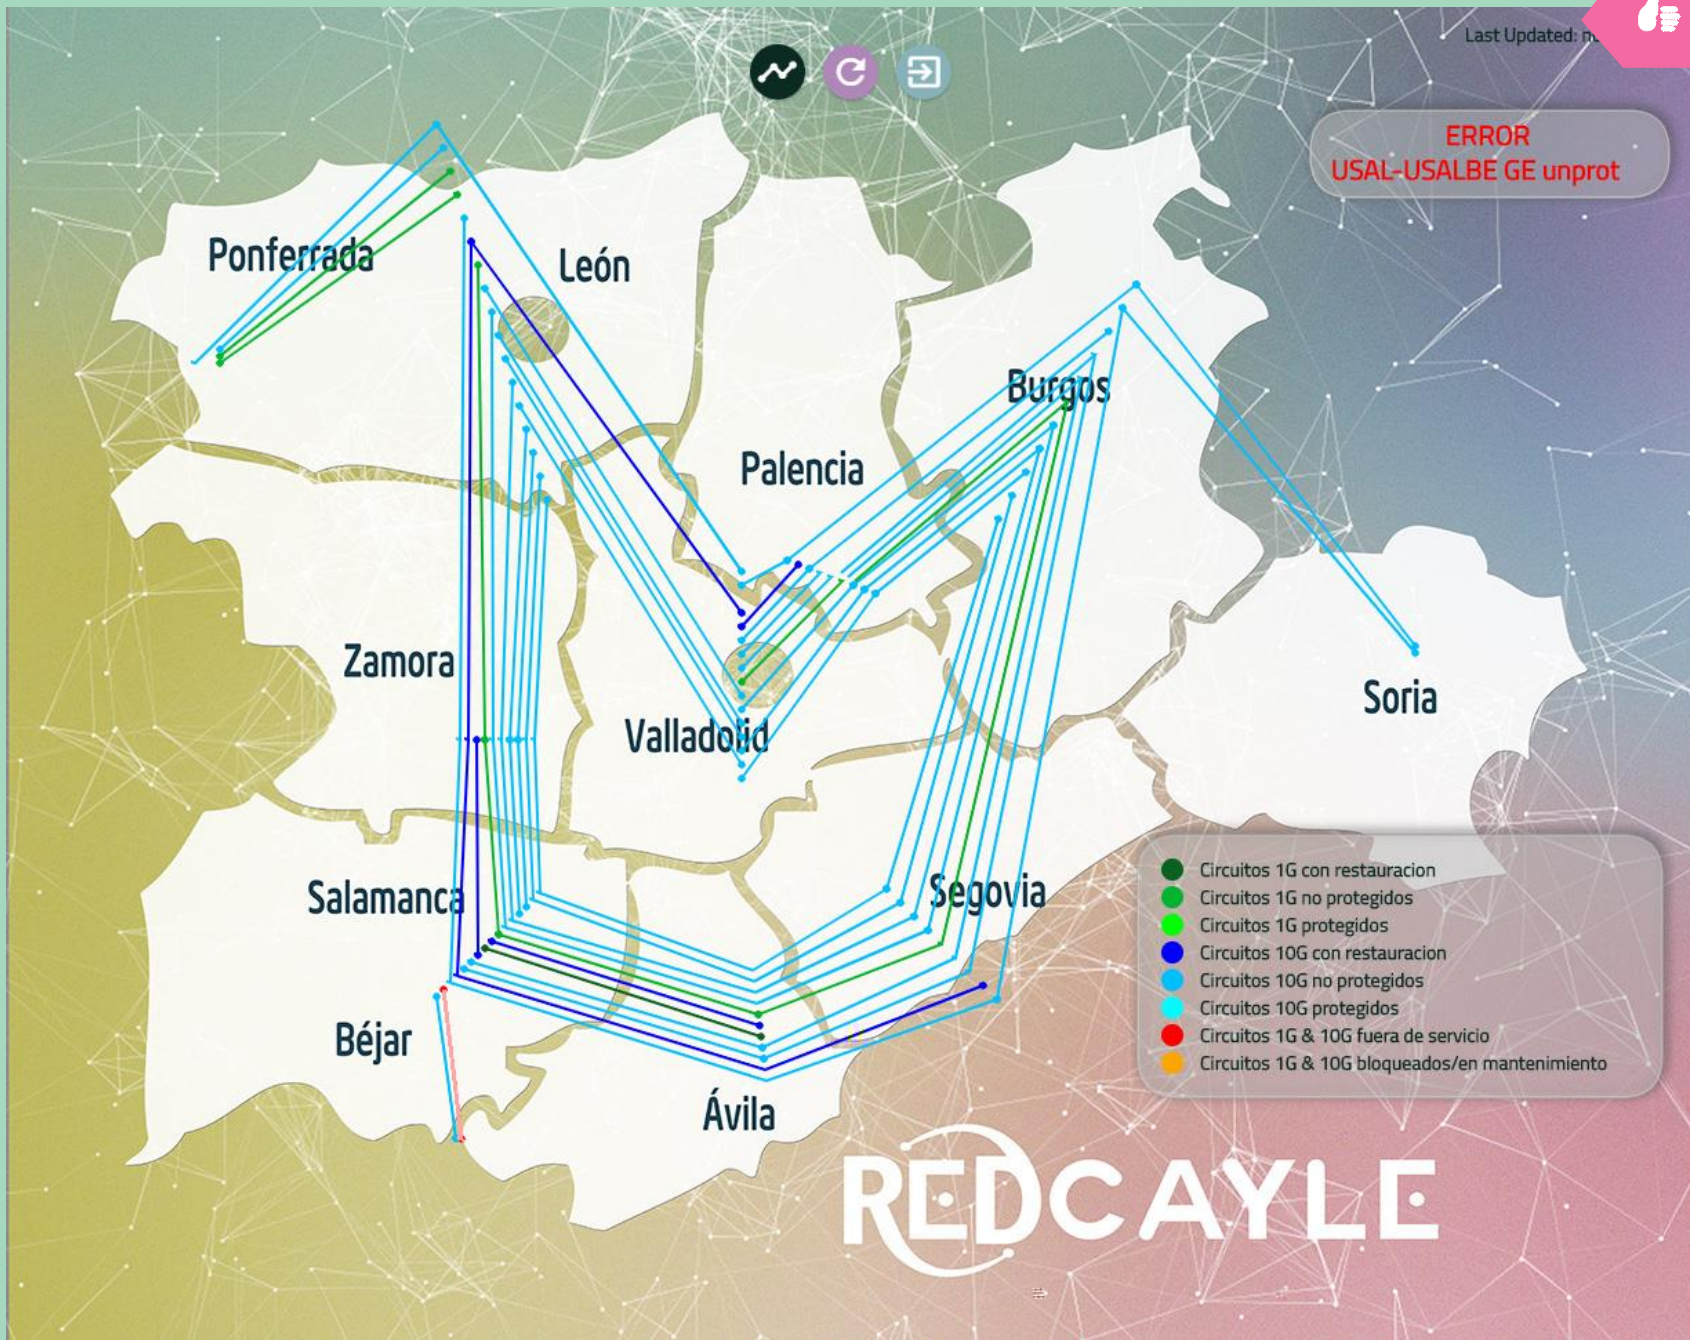 Last Updated:
ERROR
USAL-USALBE GE unprot
Ponferrada
León
Burgos
Palencia
Zamora
Soria
Valladolid
Salamanca
Segovia
Béjar
Ávila
Circuitos 1G con restauracion
Circuitos 1G no protegidos
Circuitos 1G protegidos
Circuitos 10G con restauracion
Circuitos 10G no protegidos
Circuitos 10G protegidos
Circuitos 1G & 10G fuera de servicio
Circuitos 1G & 10G bloqueados/en mantenimiento
REDCAYLE